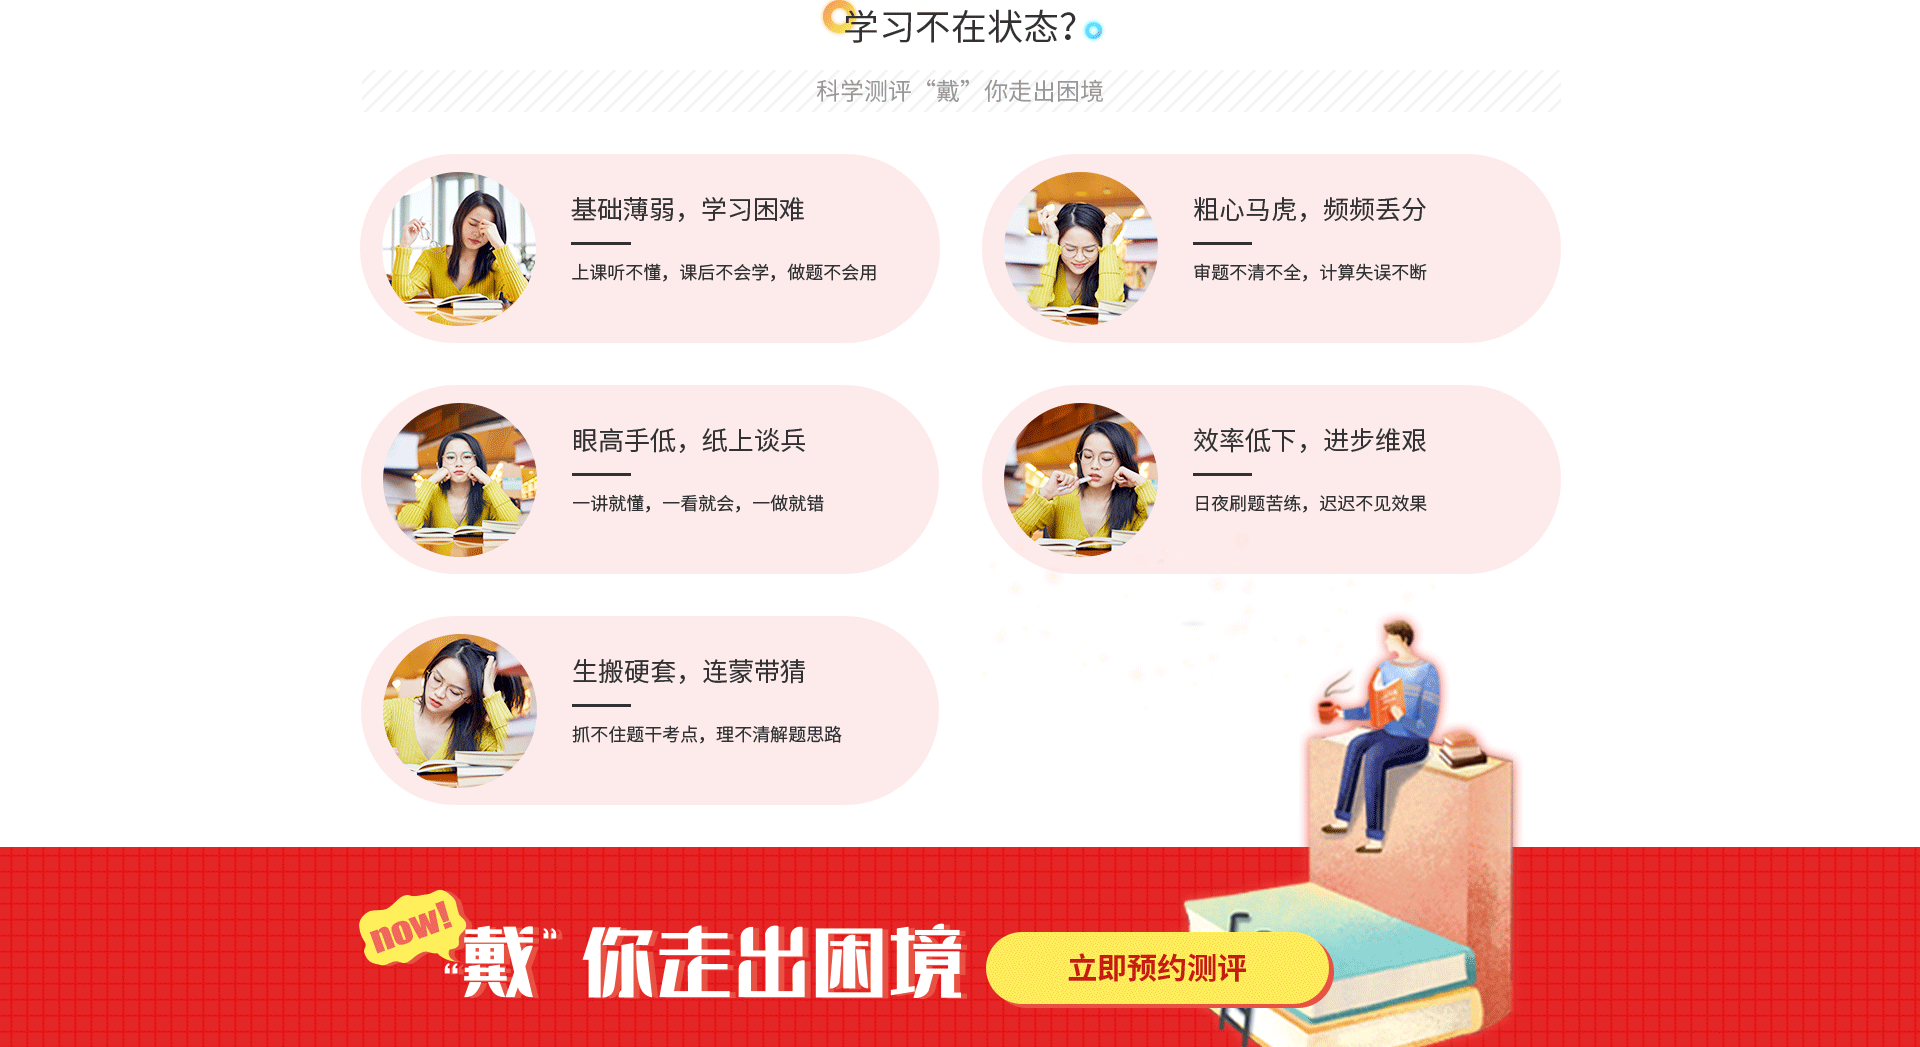 学习不在状态?
科学测评“戴”你走出困境
基础薄弱，学习困难
上课听不懂，课后不会学，做题不会用
粗心马虎，频频丢分
审题不清不全，计算失误不断
眼高手低，纸上谈兵
一讲就懂，一看就会，一做就错
效率低下，进步维艰
日夜刷题苦练，迟迟不见效果
生搬硬套，连蒙带猜
抓不住题干考点，理不清解题思路
now!
“戴”你走出困境
立即预约测评